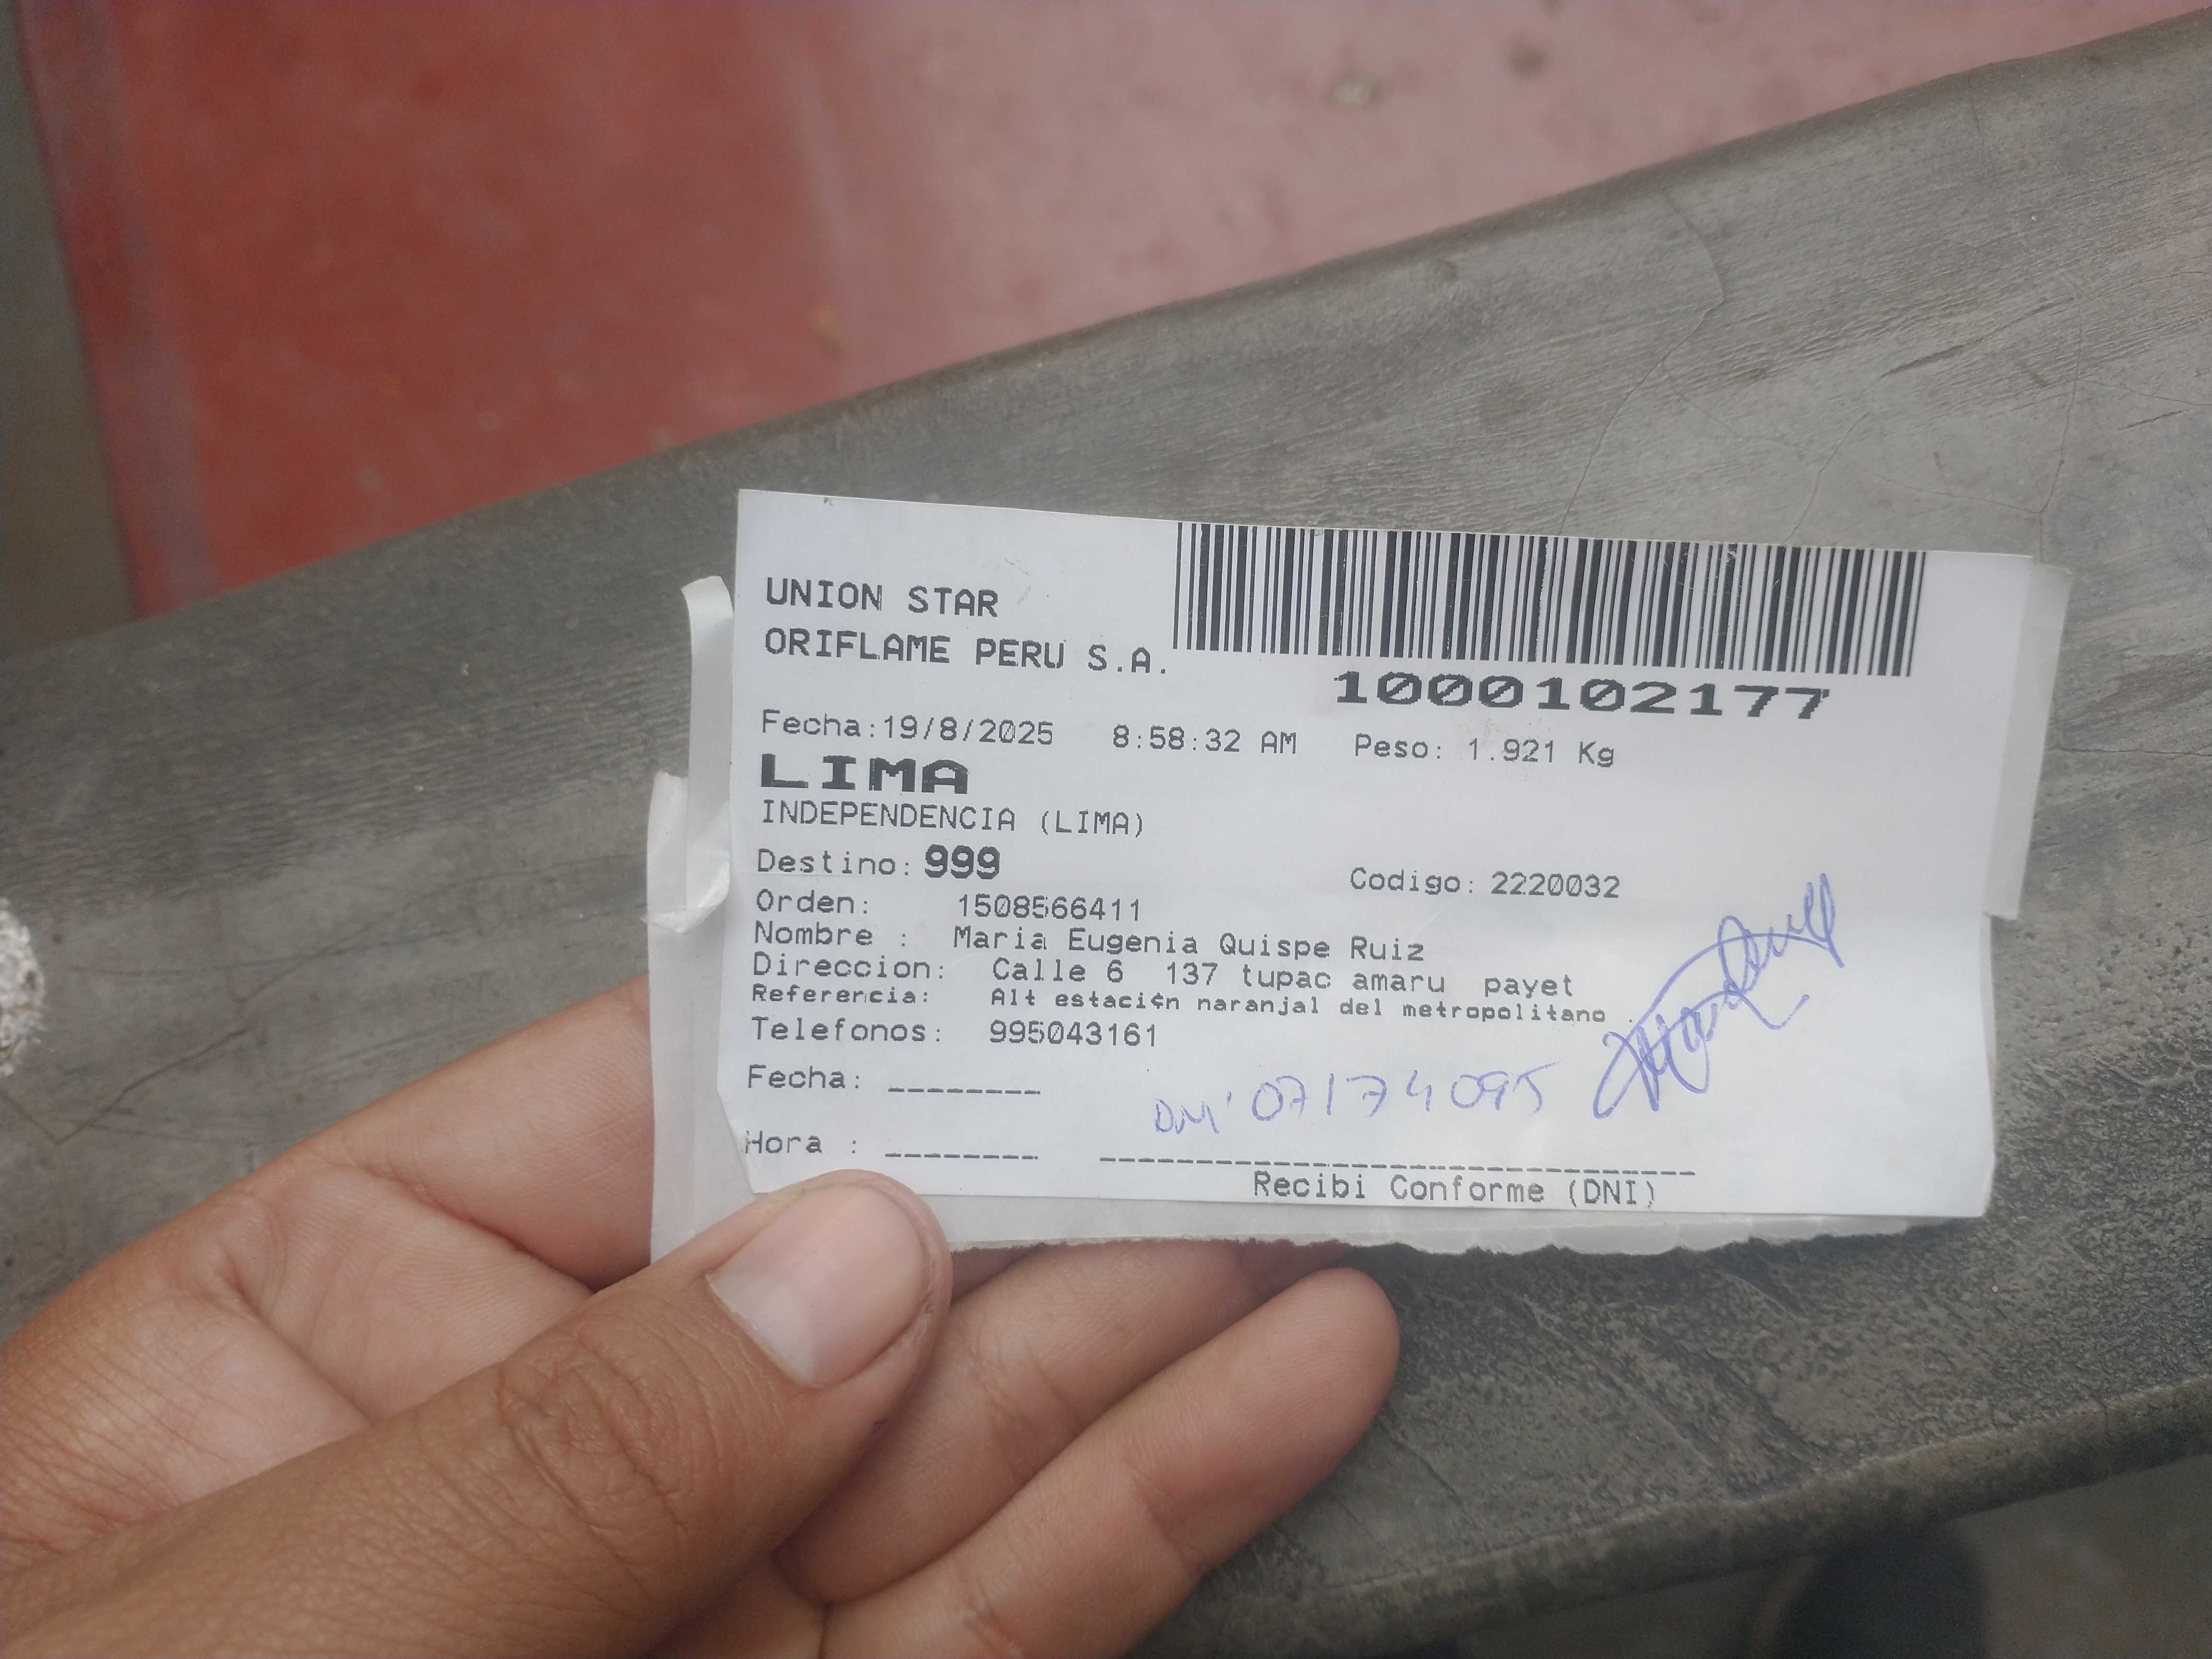 UNION STAR
ORIFLAME PERU S.A.
1000102177
Fecha:19/8/2025 8:58:32 AM Peso: 1.921 Kg
LIMA
INDEPENDENCIA (LIMA)
Destino: 999 Codigo: 2220032
Orden: 1508566411
Nombre : Maria Eugenia Quispe Ruiz
Direccion: Calle 6 137 tupac amaru payet
Referencia: Alt estaci¢n naranjal del metropolitano .
Telefonos: 995043161
Fecha: ________
DNI 07174095
Hora : ________
Recibi Conforme (DNI)